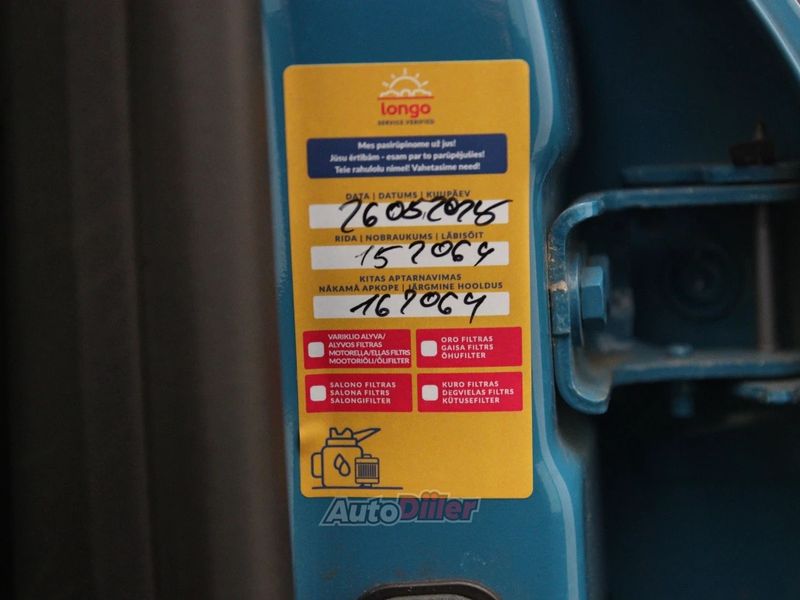 longo
SERVICE VERIFIED
Mes pasirūpinome už jus!
Jūsu ērtībām - esam par to parūpējušies!
Teie rahulolu nimel! Vahetasime need!
DATA | DATUMS | KUUPÄEV
26052025
RIDA | NOBRAUKUMS | LÄBISÕIT
157064
KITAS APTARNAVIMAS
NĀKAMĀ APKOPE | JÄRGMINE HOOLDUS
167064
VARIKLIO ALYVA/
ALYVOS FILTRAS
MOTOREĻĻA/EĻĻAS FILTRS
MOOTORIÕLI/ÕLIFILTER
ORO FILTRAS
GAISA FILTRS
ÕHUFILTER
SALONO FILTRAS
SALONA FILTRS
SALONGIFILTER
KURO FILTRAS
DEGVIELAS FILTRS
KÜTUSEFILTER
AutoDiiler